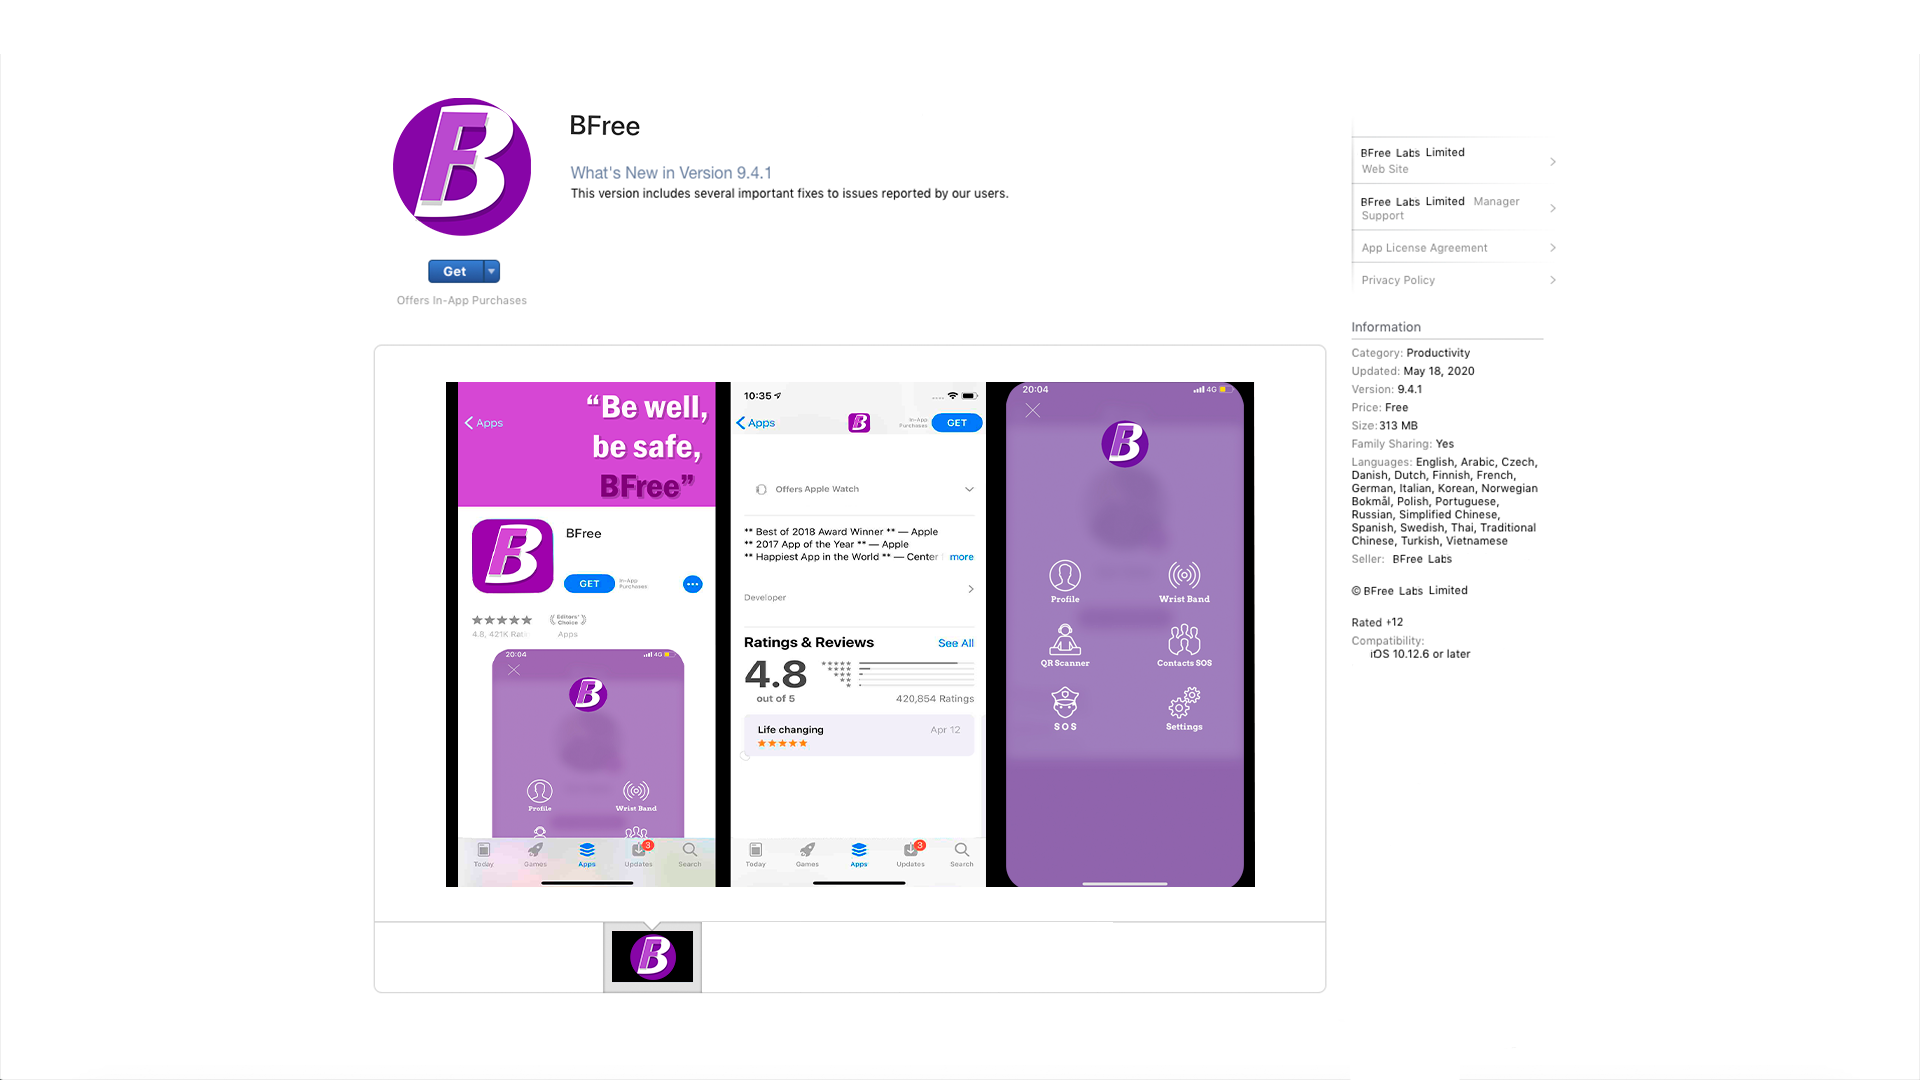 BFree
What's New in Version 9.4.1
This version includes several important fixes to issues reported by our users.
Get
Offers In-App Purchases
BFree Labs Limited
Web Site
BFree Labs Limited Manager
Support
App License Agreement
Privacy Policy
Information
Category: Productivity
Updated: May 18, 2020
Version: 9.4.1
Price: Free
Size: 313 MB
Family Sharing: Yes
Languages: English, Arabic, Czech,
Danish, Dutch, Finnish, French,
German, Italian, Korean, Norwegian
Bokmål, Polish, Portuguese,
Russian, Simplified Chinese,
Spanish, Swedish, Thai, Traditional
Chinese, Turkish, Vietnamese
Seller: BFree Labs
© BFree Labs Limited
Rated +12
Compatibility:
iOS 10.12.6 or later
Apps
“Be well,
be safe,
BFree”
BFree
GET
In-App
Purchases
Editors'
Choice
4.8, 421K
Apps
20:04
4G
Profile
Wrist Band
Today
Games
Apps
Updates
3
Search
10:35
Apps
In-App
Purchases
GET
Offers Apple Watch
** Best of 2018 Award Winner ** — Apple
** 2017 App of the Year ** — Apple
** Happiest App in the World ** — Center
more
Developer
Ratings & Reviews
See All
4.8
out of 5
420,854 Ratings
Life changing
Apr 12
Today
Games
Apps
Updates
3
Search
20:04
4G
Profile
Wrist Band
QR Scanner
Contacts SOS
SOS
Settings